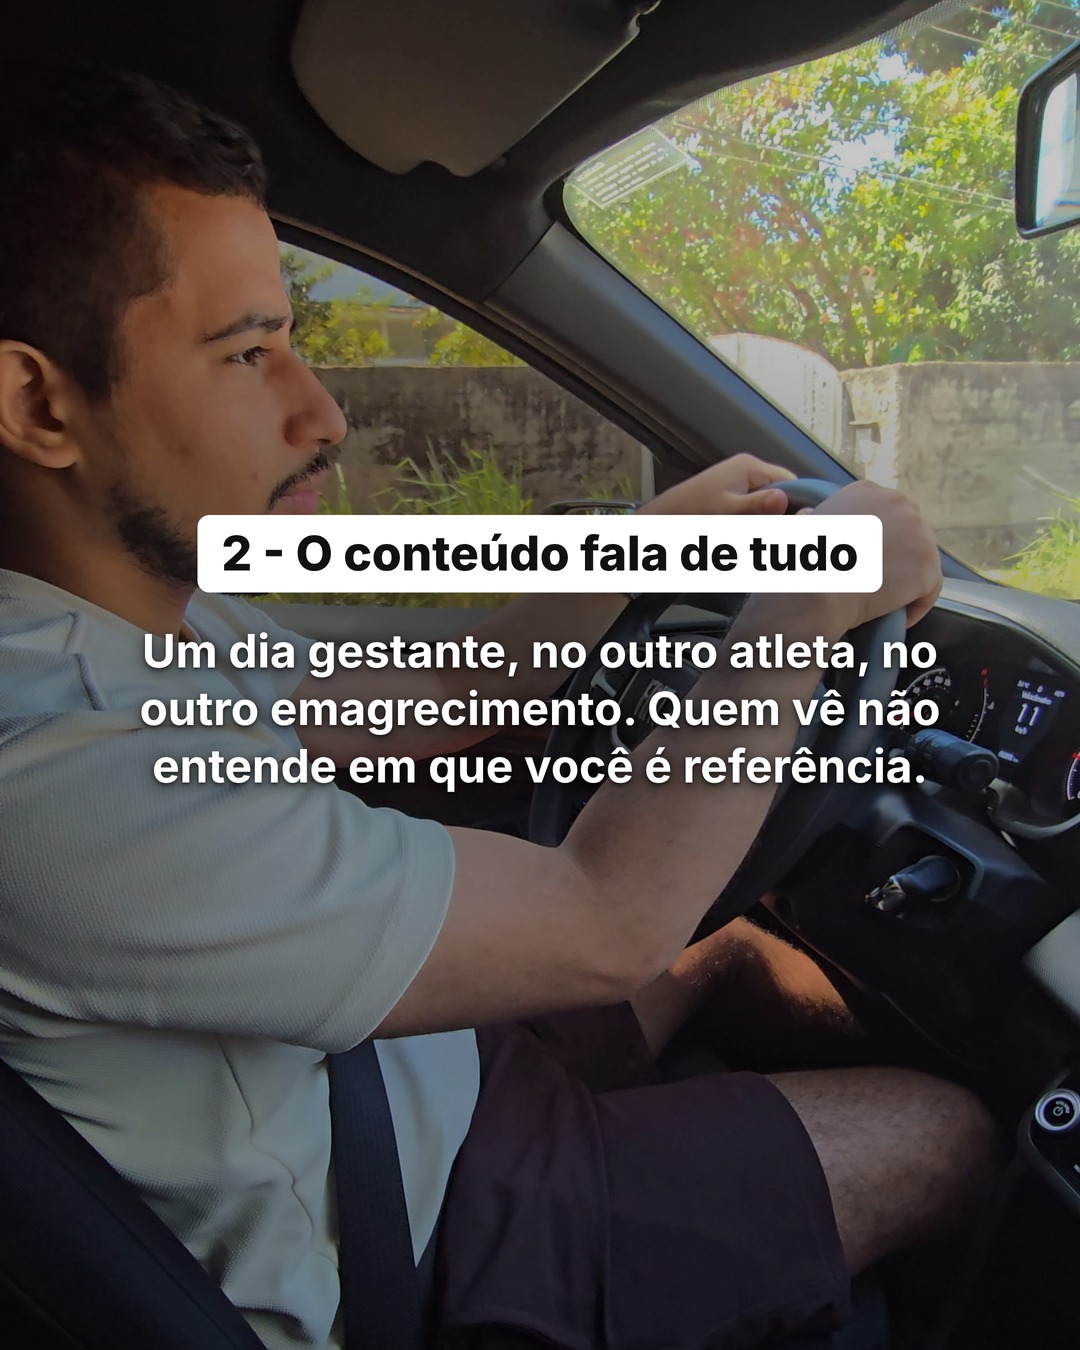 2 - O conteúdo fala de tudo
Um dia gestante, no outro atleta, no
outro emagrecimento. Quem vê não
entende em que você é referência.
11